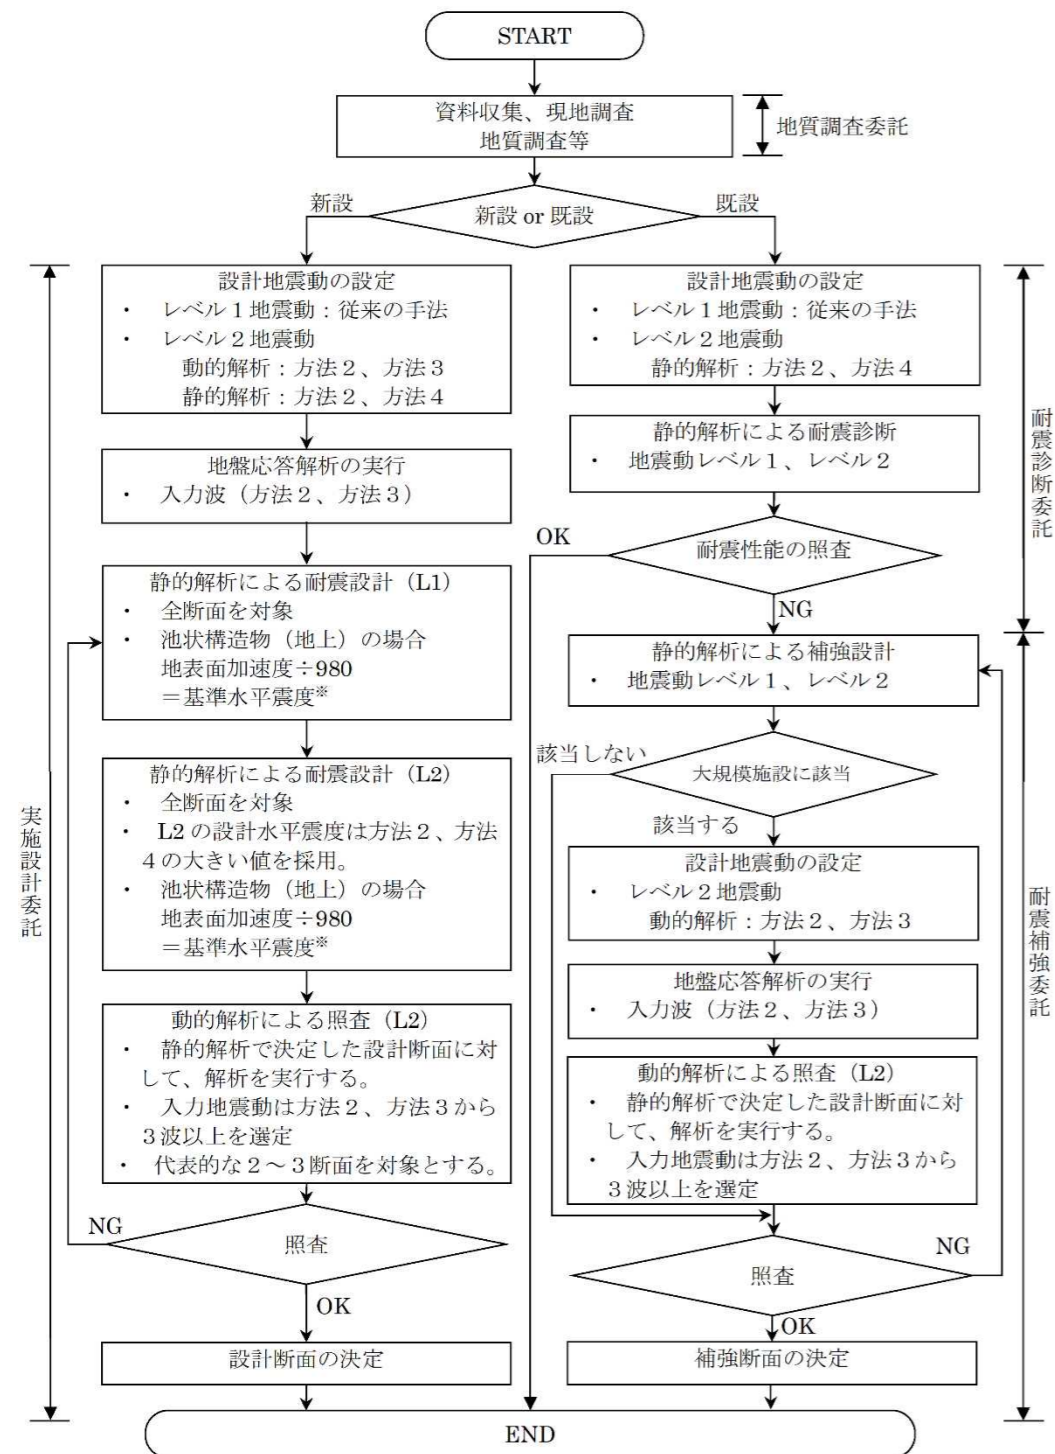 START
資料収集、現地調査
地質調査等
地質調査委託
新設
新設 or 既設
既設
設計地震動の設定
・ レベル1地震動：従来の手法
・ レベル2地震動
動的解析：方法2、方法3
静的解析：方法2、方法4
地盤応答解析の実行
・ 入力波（方法2、方法3）
静的解析による耐震設計（L1）
・ 全断面を対象
・ 池状構造物（地上）の場合
地表面加速度÷980
＝基準水平震度※
静的解析による耐震設計（L2）
・ 全断面を対象
・ L2 の設計水平震度は方法2、方法
4の大きい値を採用。
・ 池状構造物（地上）の場合
地表面加速度÷980
＝基準水平震度※
動的解析による照査（L2）
・ 静的解析で決定した設計断面に対
して、解析を実行する。
・ 入力地震動は方法2、方法3から
3波以上を選定
・ 代表的な2～3断面を対象とする。
NG
照査
OK
設計断面の決定
実施設計委託
設計地震動の設定
・ レベル1地震動：従来の手法
・ レベル2地震動
静的解析：方法2、方法4
静的解析による耐震診断
・ 地震動レベル1、レベル2
OK
耐震性能の照査
NG
耐震診断委託
静的解析による補強設計
・ 地震動レベル1、レベル2
該当しない
大規模施設に該当
該当する
設計地震動の設定
・ レベル2地震動
動的解析：方法2、方法3
地盤応答解析の実行
・ 入力波（方法2、方法3）
動的解析による照査（L2）
・ 静的解析で決定した設計断面に対
して、解析を実行する。
・ 入力地震動は方法2、方法3から
3波以上を選定
NG
照査
OK
補強断面の決定
耐震補強委託
END